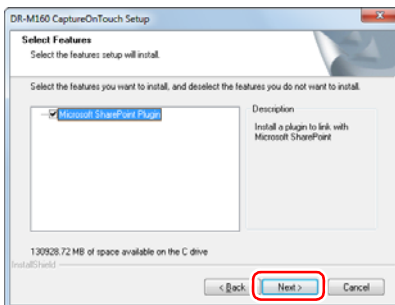 DR-M160 CaptureOnTouch Setup
Select Features
Select the features setup will install.
Select the features you want to install, and deselect the features you do not want to install.
Microsoft SharePoint Plugin
Description
Install a plugin to link with
Microsoft SharePoint
130928.72 MB of space available on the C drive
InstallShield
< Back
Next >
Cancel